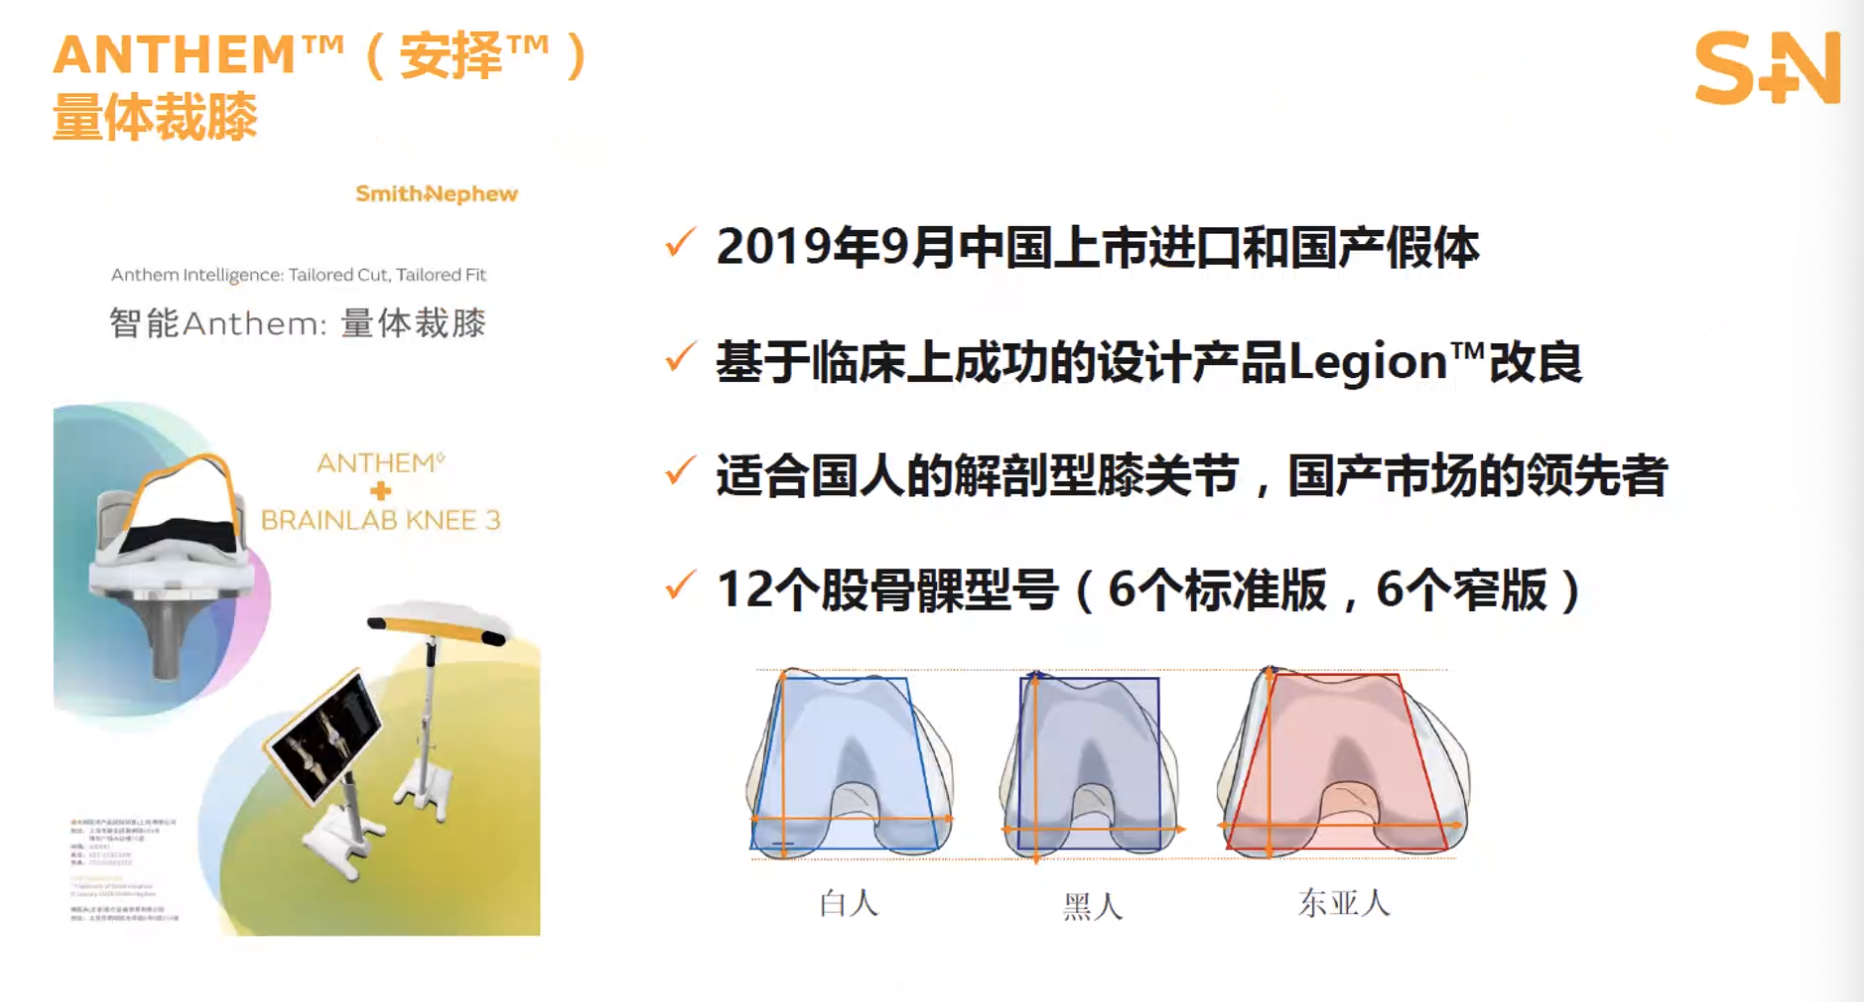 ANTHEM™（安择™）
量体裁膝
S+N
Smith+Nephew
Anthem Intelligence: Tailored Cut, Tailored Fit
智能Anthem: 量体裁膝
ANTHEM◊
+
BRAINLAB KNEE 3
✓ 2019年9月中国上市进口和国产假体
✓ 基于临床上成功的设计产品Legion™改良
✓ 适合国人的解剖型膝关节，国产市场的领先者
✓ 12个股骨髁型号（6个标准版，6个窄版）
白人
黑人
东亚人